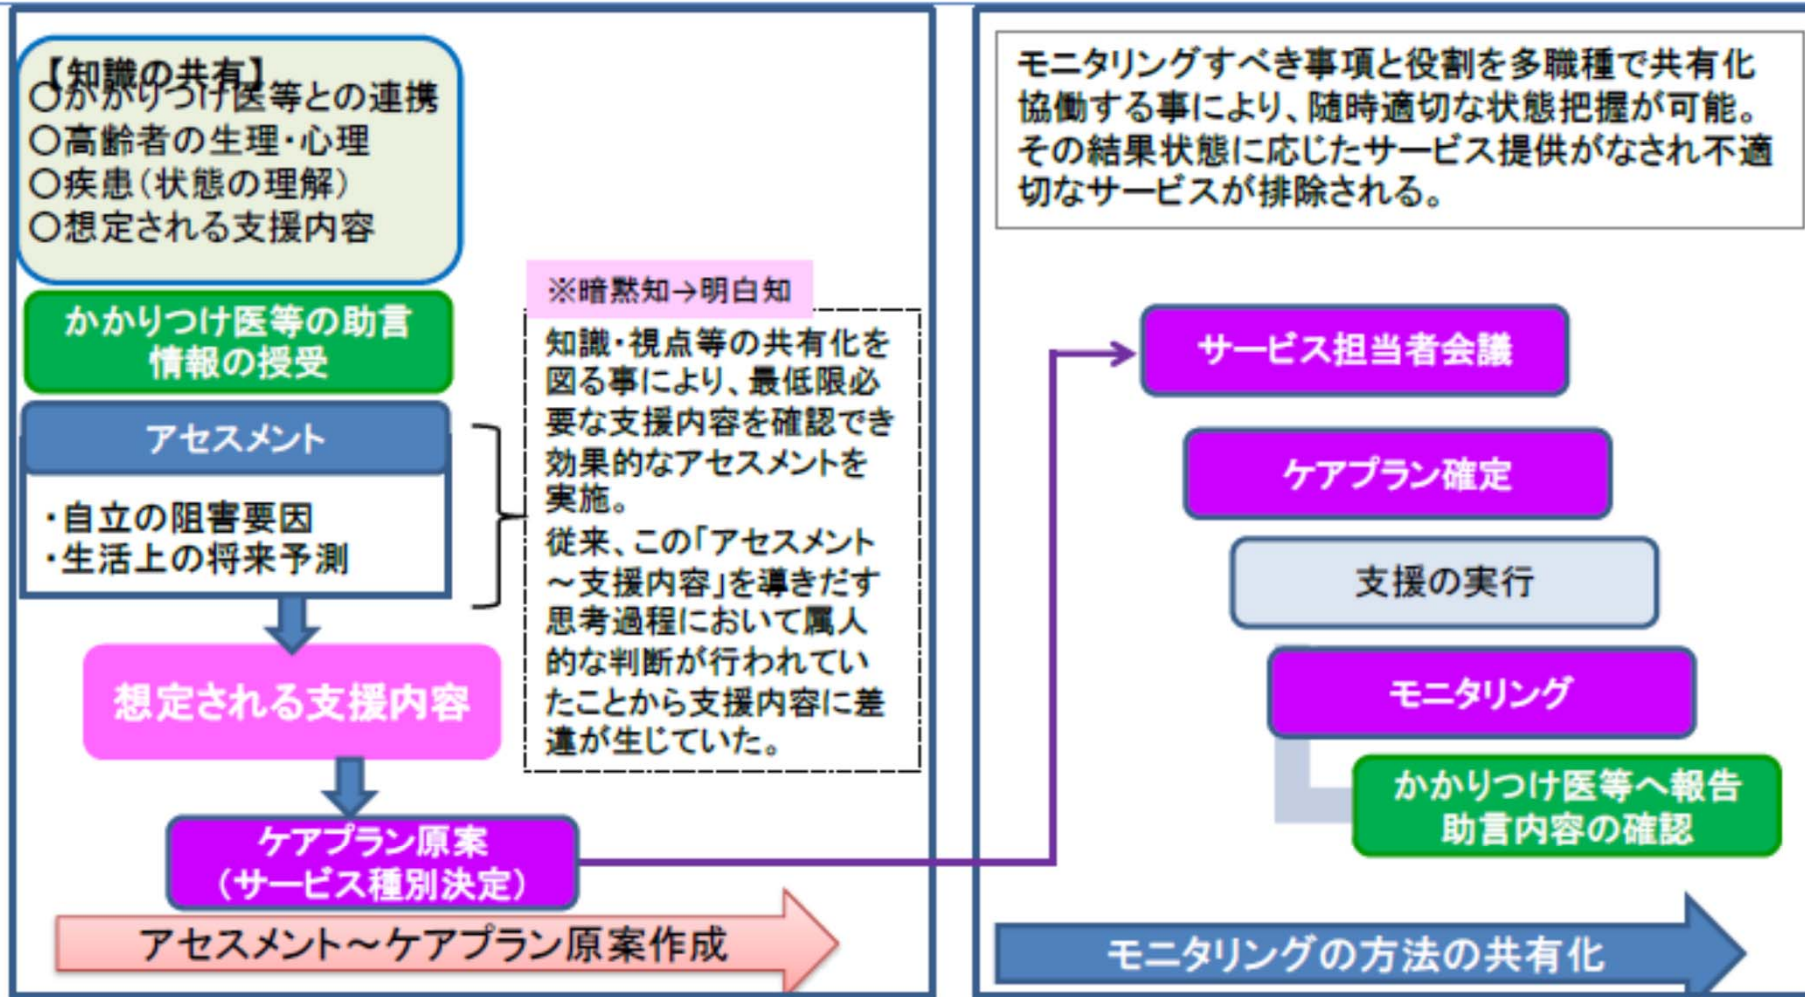 【知識の共有】
〇かかりつけ医等との連携
〇高齢者の生理・心理
〇疾患（状態の理解）
〇想定される支援内容
かかりつけ医等の助言
情報の授受
アセスメント
・自立の阻害要因
・生活上の将来予測
※暗黙知→明白知
知識・視点等の共有化を
図る事により、最低限必
要な支援内容を確認でき
効果的なアセスメントを
実施。
従来、この「アセスメント
～支援内容」を導きだす
思考過程において属人
的な判断が行われてい
たことから支援内容に差
違が生じていた。
想定される支援内容
ケアプラン原案
（サービス種別決定）
アセスメント～ケアプラン原案作成
モニタリングすべき事項と役割を多職種で共有化
協働する事により、随時適切な状態把握が可能。
その結果状態に応じたサービス提供がなされ不適
切なサービスが排除される。
サービス担当者会議
ケアプラン確定
支援の実行
モニタリング
かかりつけ医等へ報告
助言内容の確認
モニタリングの方法の共有化